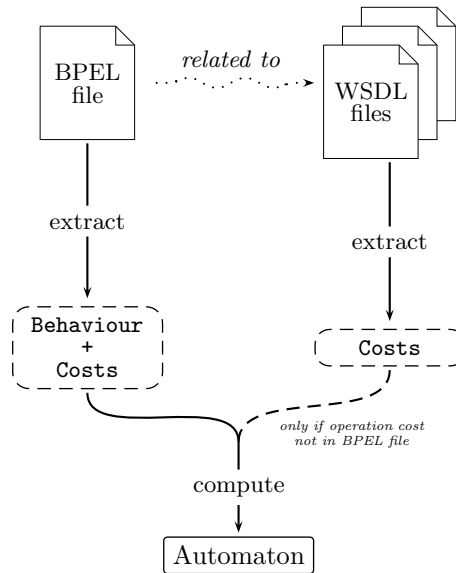 related to
BPEL
file
WSDL
files
extract
extract
Behaviour
+
Costs
Costs
only if operation cost
not in BPEL file
compute
Automaton